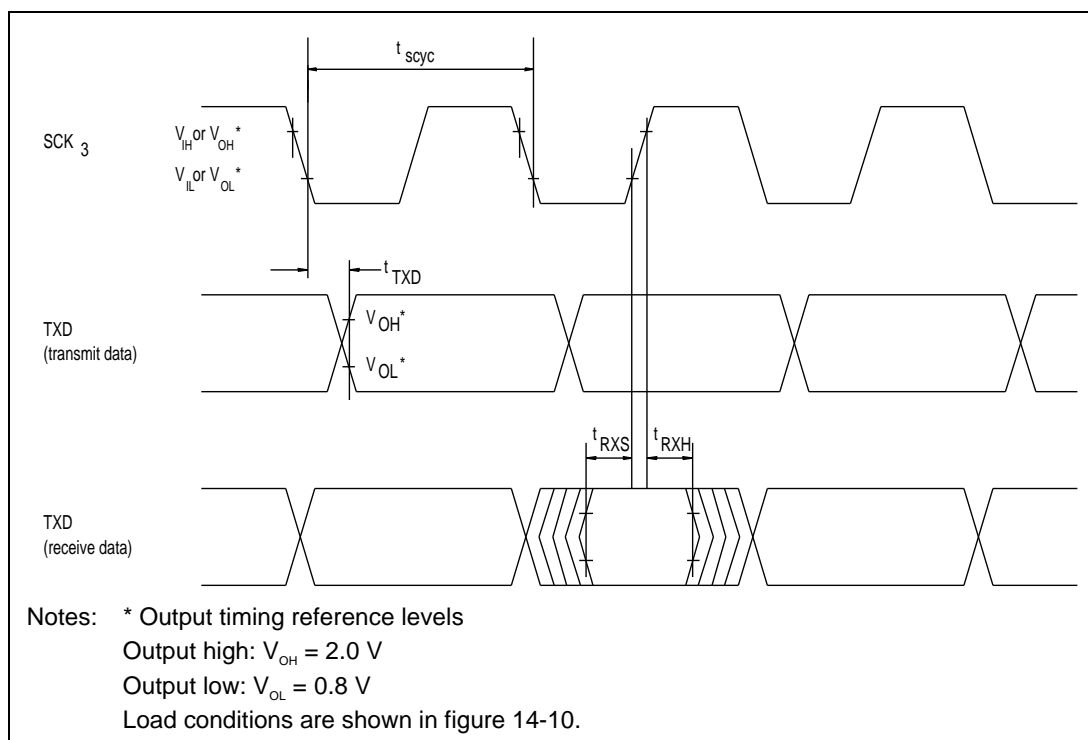 t scyc
SCK 3
V IH or V OH *
V IL or V OL *
t TXD
TXD
(transmit data)
V OH *
V OL *
t RXS
t RXH
TXD
(receive data)
Notes: * Output timing reference levels
Output high: V OH = 2.0 V
Output low: V OL = 0.8 V
Load conditions are shown in figure 14-10.